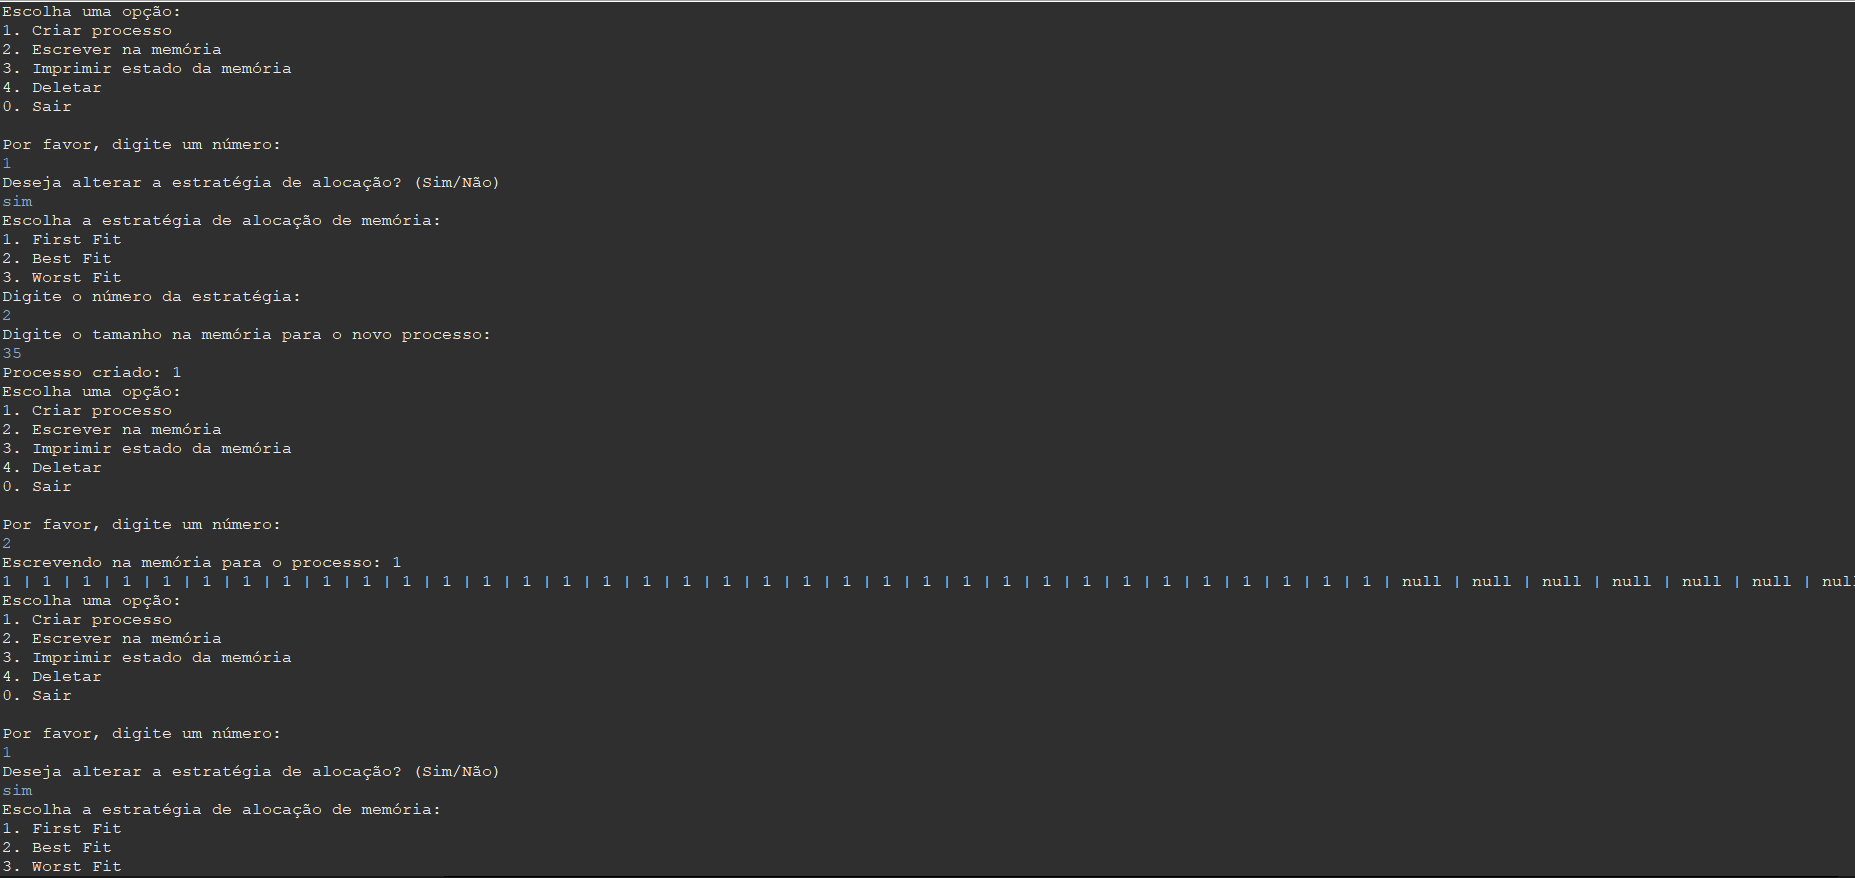 Escolha uma opção:
1. Criar processo
2. Escrever na memória
3. Imprimir estado da memória
4. Deletar
0. Sair
Por favor, digite um número:
1
Deseja alterar a estratégia de alocação? (Sim/Não)
sim
Escolha a estratégia de alocação de memória:
1. First Fit
2. Best Fit
3. Worst Fit
Digite o número da estratégia:
2
Digite o tamanho na memória para o novo processo:
35
Processo criado: 1
Escolha uma opção:
1. Criar processo
2. Escrever na memória
3. Imprimir estado da memória
4. Deletar
0. Sair
Por favor, digite um número:
2
Escrevendo na memória para o processo: 1
1 | 1 | 1 | 1 | 1 | 1 | 1 | 1 | 1 | 1 | 1 | 1 | 1 | 1 | 1 | 1 | 1 | 1 | 1 | 1 | 1 | 1 | 1 | 1 | 1 | 1 | 1 | 1 | 1 | 1 | 1 | 1 | 1 | 1 | 1 | null | null | null | null | null | null | null
Escolha uma opção:
1. Criar processo
2. Escrever na memória
3. Imprimir estado da memória
4. Deletar
0. Sair
Por favor, digite um número:
1
Deseja alterar a estratégia de alocação? (Sim/Não)
sim
Escolha a estratégia de alocação de memória:
1. First Fit
2. Best Fit
3. Worst Fit